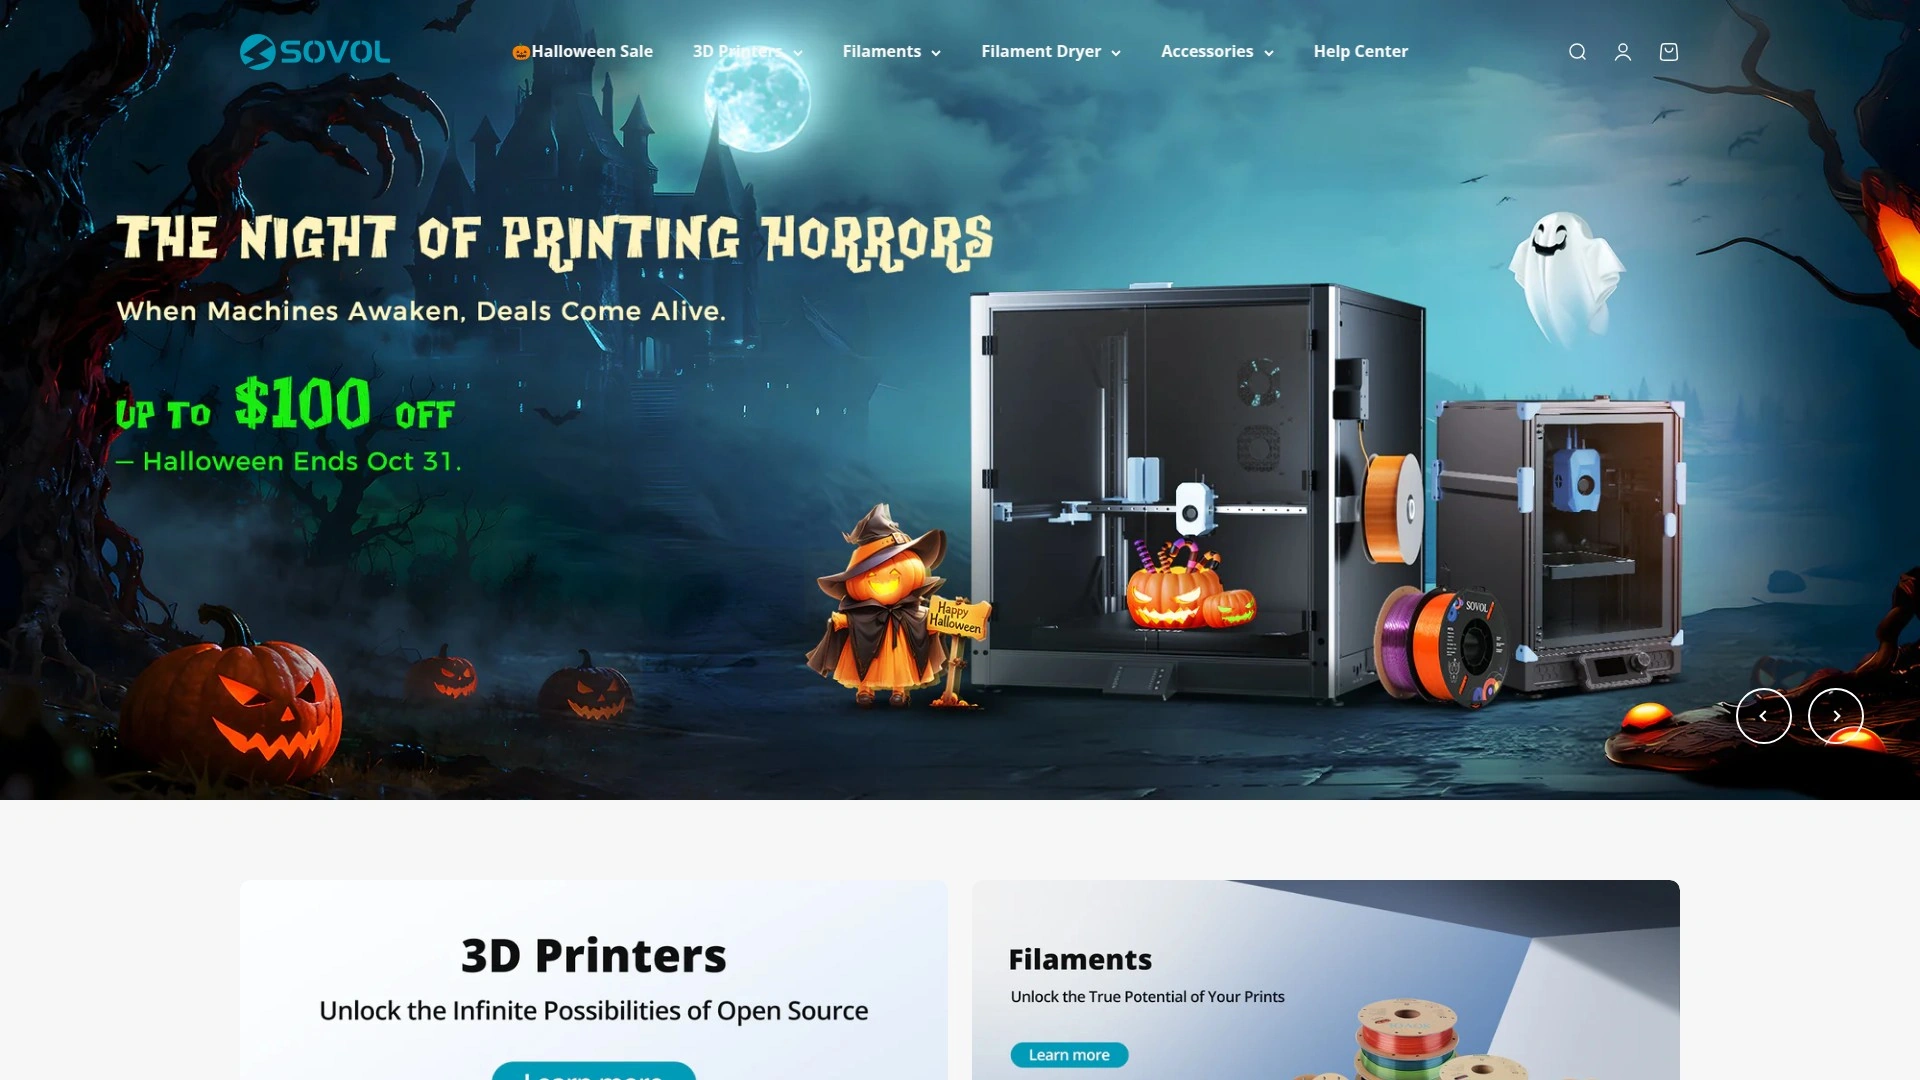 SOVOL
🎃Halloween Sale
3D Printers
Filaments
Filament Dryer
Accessories
Help Center
THE NIGHT OF PRINTING HORRORS
When Machines Awaken, Deals Come Alive.
UP TO $100 OFF
— Halloween Ends Oct 31.
Happy
Halloween
SOVOL
3D Printers
Unlock the Infinite Possibilities of Open Source
Learn more
Filaments
Unlock the True Potential of Your Prints
Learn more